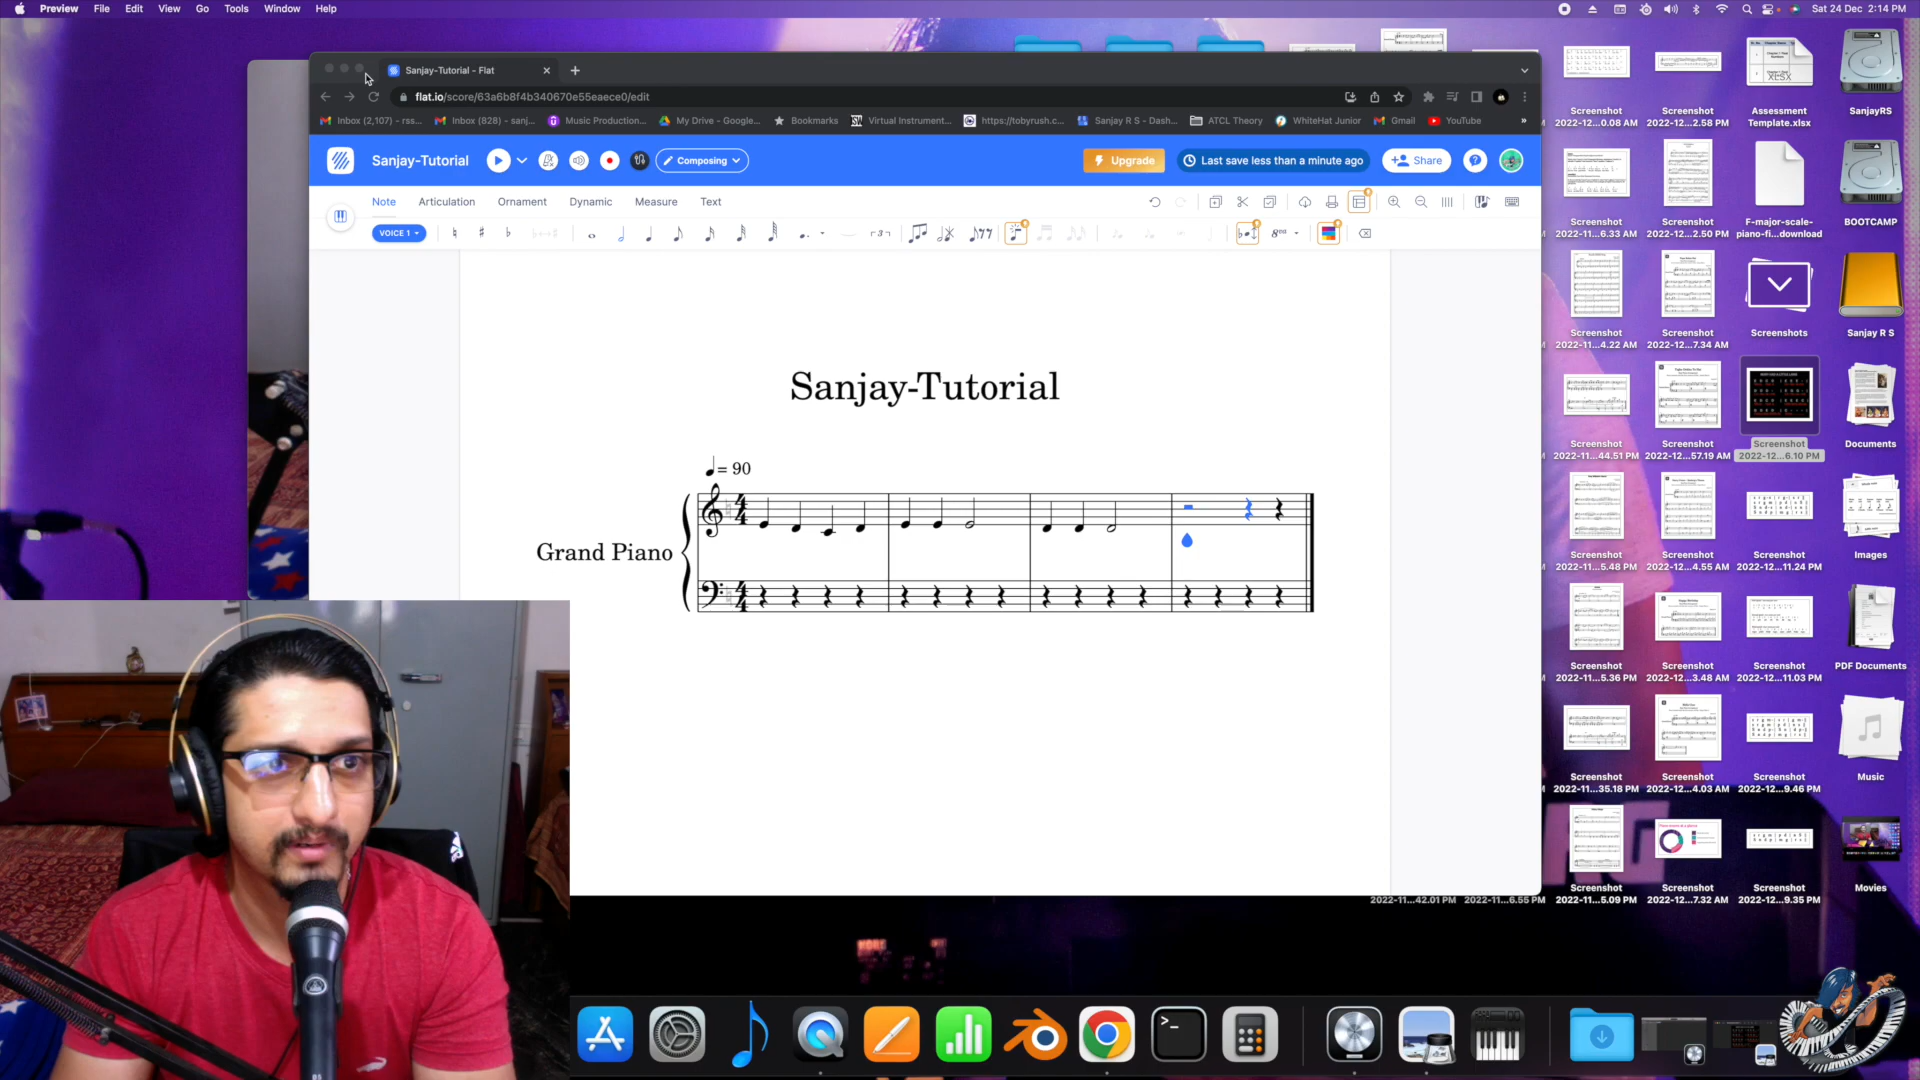 Preview File Edit View Go Tools Window Help
Sat 24 Dec 2:14 PM
Sanjay-Tutorial - Flat
flat.io/score/63a6b8f4b340670e55eaece0/edit
Inbox (2,107) - rss... Inbox (828) - sanj... Music Production... My Drive - Google... Bookmarks Virtual Instrument... https://tobyrush.c... Sanjay R S - Dash... ATCL Theory WhiteHat Junior Gmail YouTube »
Sanjay-Tutorial Composing Upgrade Last save less than a minute ago Share
Note Articulation Ornament Dynamic Measure Text
VOICE 1
Sanjay-Tutorial
= 90
Grand Piano
Screenshot
2022-12...0.08 AM
Screenshot
2022-12...2.58 PM
Assessment
Template.xlsx
SanjayRS
Screenshot
2022-11...6.33 AM
Screenshot
2022-12...2.50 PM
F-major-scale-
piano-fi...download
BOOTCAMP
Screenshot
2022-11...4.22 AM
Screenshot
2022-12...7.34 AM
Screenshots
Sanjay R S
Screenshot
2022-11...44.51 PM
Screenshot
2022-12...57.19 AM
Screenshot
2022-12...6.10 PM
Documents
Screenshot
2022-11...5.48 PM
Screenshot
2022-12...4.55 AM
Screenshot
2022-12...11.24 PM
Images
Screenshot
2022-11...5.36 PM
Screenshot
2022-12...3.48 AM
Screenshot
2022-12...11.03 PM
PDF Documents
Screenshot
2022-11...35.18 PM
Screenshot
2022-12...4.03 AM
Screenshot
2022-12...9.46 PM
Music
Screenshot
2022-11...5.09 PM
Screenshot
2022-12...7.32 AM
Screenshot
2022-12...9.35 PM
Movies
2022-11...42.01 PM
2022-11...6.55 PM